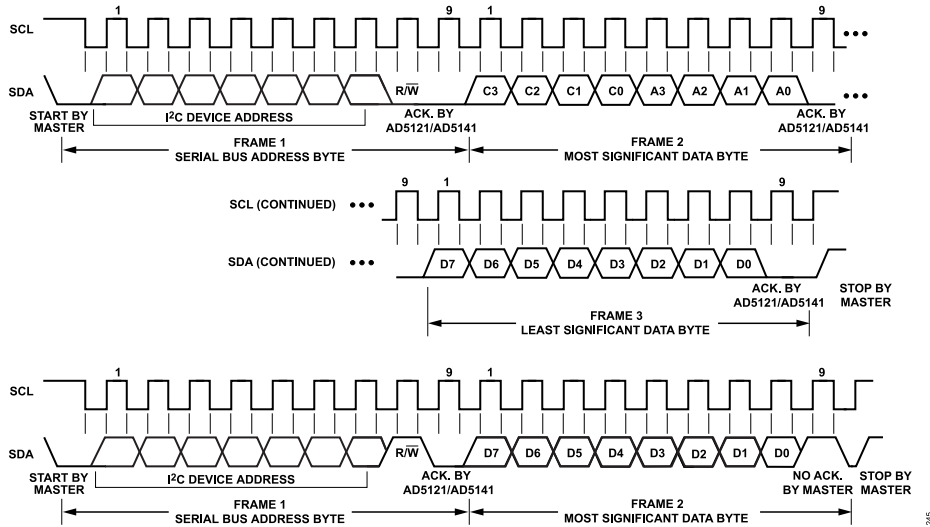 1 9 1 9
SCL •••
SDA R/W̅ C3 C2 C1 C0 A3 A2 A1 A0 •••
START BY MASTER
I²C DEVICE ADDRESS
ACK. BY AD5121/AD5141
ACK. BY AD5121/AD5141
FRAME 1
SERIAL BUS ADDRESS BYTE
FRAME 2
MOST SIGNIFICANT DATA BYTE
9 1 9
SCL (CONTINUED) •••
SDA (CONTINUED) ••• D7 D6 D5 D4 D3 D2 D1 D0
ACK. BY AD5121/AD5141
STOP BY MASTER
FRAME 3
LEAST SIGNIFICANT DATA BYTE
1 9 1 9
SCL
SDA R/W̅ D7 D6 D5 D4 D3 D2 D1 D0
START BY MASTER
I²C DEVICE ADDRESS
ACK. BY AD5121/AD5141
NO ACK. BY MASTER
STOP BY MASTER
FRAME 1
SERIAL BUS ADDRESS BYTE
FRAME 2
MOST SIGNIFICANT DATA BYTE